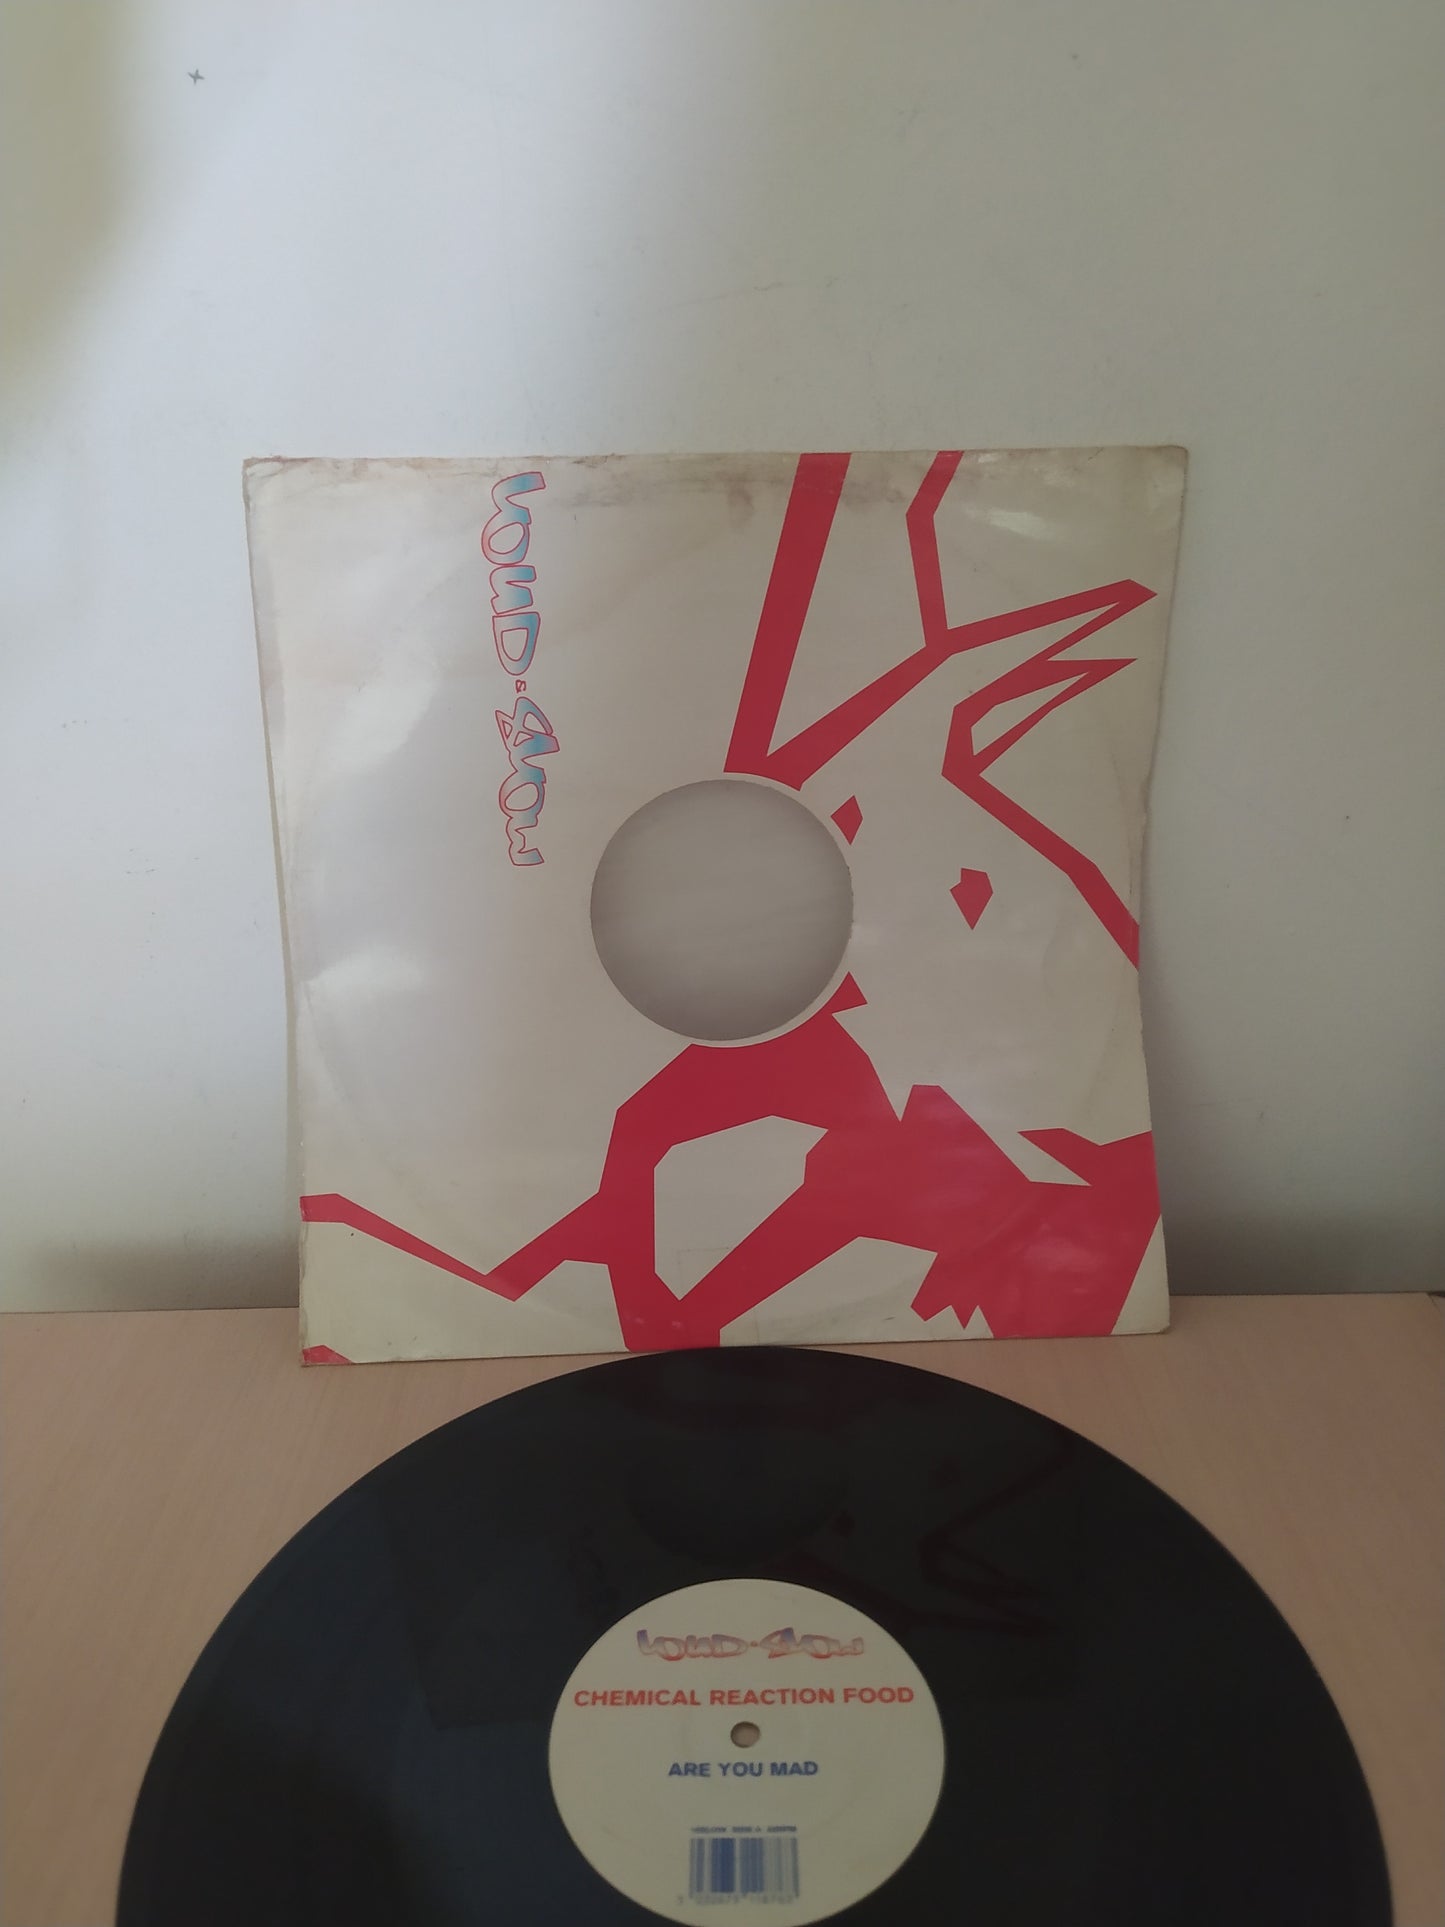 LOUD & SLOW
LOUD & SLOW
CHEMICAL REACTION FOOD
ARE YOU MAD